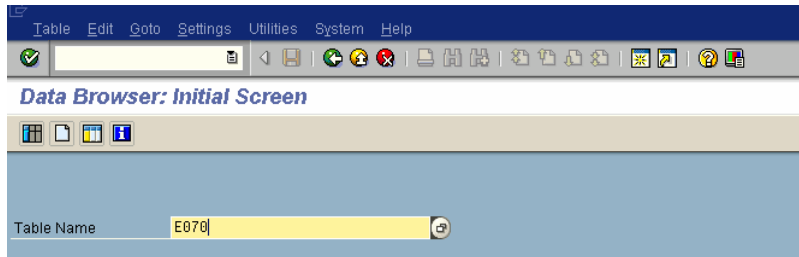 Table Edit Goto Settings Utilities System Help
Data Browser: Initial Screen
Table Name E070